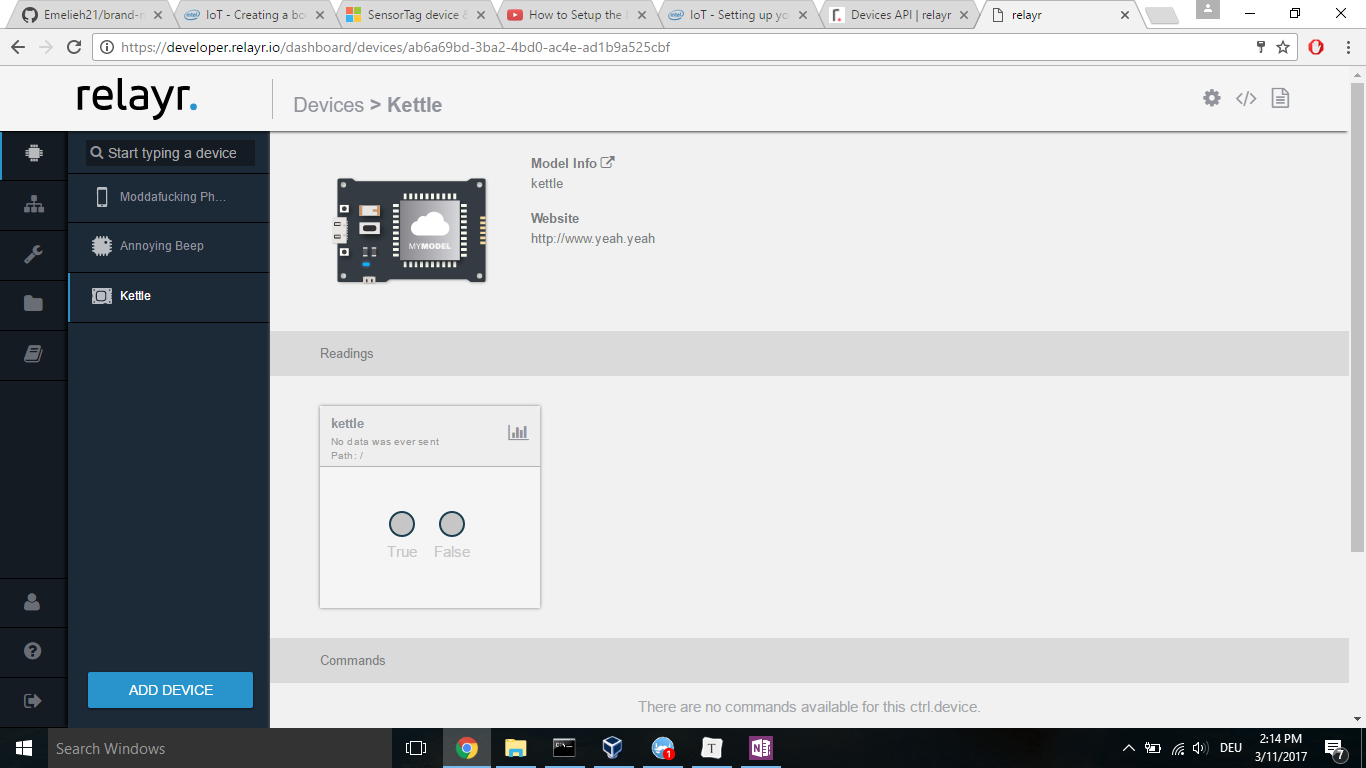 Emelieh21/brand-n
IoT - Creating a bo
SensorTag device &
How to Setup the
IoT - Setting up yo
Devices API | relayr
relayr
https://developer.relayr.io/dashboard/devices/ab6a69bd-3ba2-4bd0-ac4e-ad1b9a525cbf
relayr.
Devices > Kettle
Start typing a device
Moddafucking Ph...
Annoying Beep
Kettle
ADD DEVICE
Model Info
kettle
MYMODEL
Website
http://www.yeah.yeah
Readings
kettle
No data was ever sent
Path: /
True False
Commands
There are no commands available for this ctrl.device.
Search Windows
1
T
N
DEU
2:14 PM
3/11/2017
7